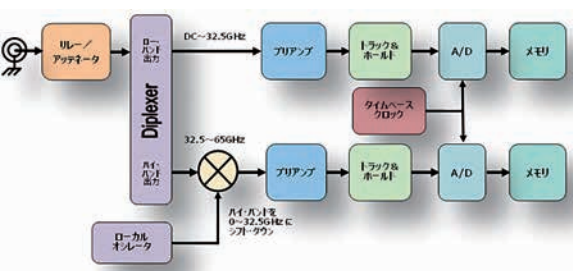 リレー／
アッテネータ
ロー・
バンド
出力
Diplexer
ハイ・
バンド
出力
DC～32.5GHz
プリアンプ
トラック&
ホールド
A/D
メモリ
タイムベース
クロック
32.5～65GHz
プリアンプ
トラック&
ホールド
A/D
メモリ
ハイ・バンドを
0～32.5GHzに
シフト・ダウン
ローカル
オシレータ